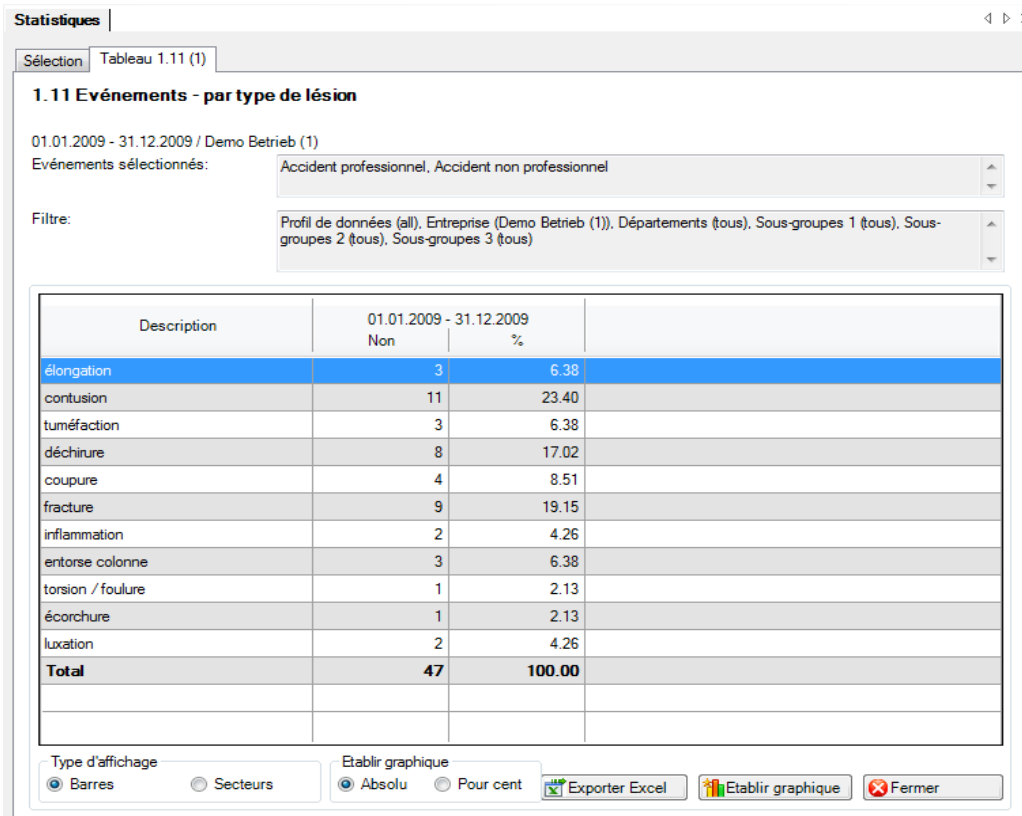 Statistiques
Sélection Tableau 1.11 (1)
1.11 Evénements - par type de lésion
01.01.2009 - 31.12.2009 / Demo Betrieb (1)
Evénements sélectionnés: Accident professionnel, Accident non professionnel
Filtre: Profil de données (all), Entreprise (Demo Betrieb (1)), Départements (tous), Sous-groupes 1 (tous), Sous-
groupes 2 (tous), Sous-groupes 3 (tous)
Description 01.01.2009 - 31.12.2009
Non %
élongation 3 6.38
contusion 11 23.40
tuméfaction 3 6.38
déchirure 8 17.02
coupure 4 8.51
fracture 9 19.15
inflammation 2 4.26
entorse colonne 3 6.38
torsion / foulure 1 2.13
écorchure 1 2.13
luxation 2 4.26
Total 47 100.00
Type d'affichage Etablir graphique
Barres Secteurs Absolu Pour cent Exporter Excel Etablir graphique Fermer